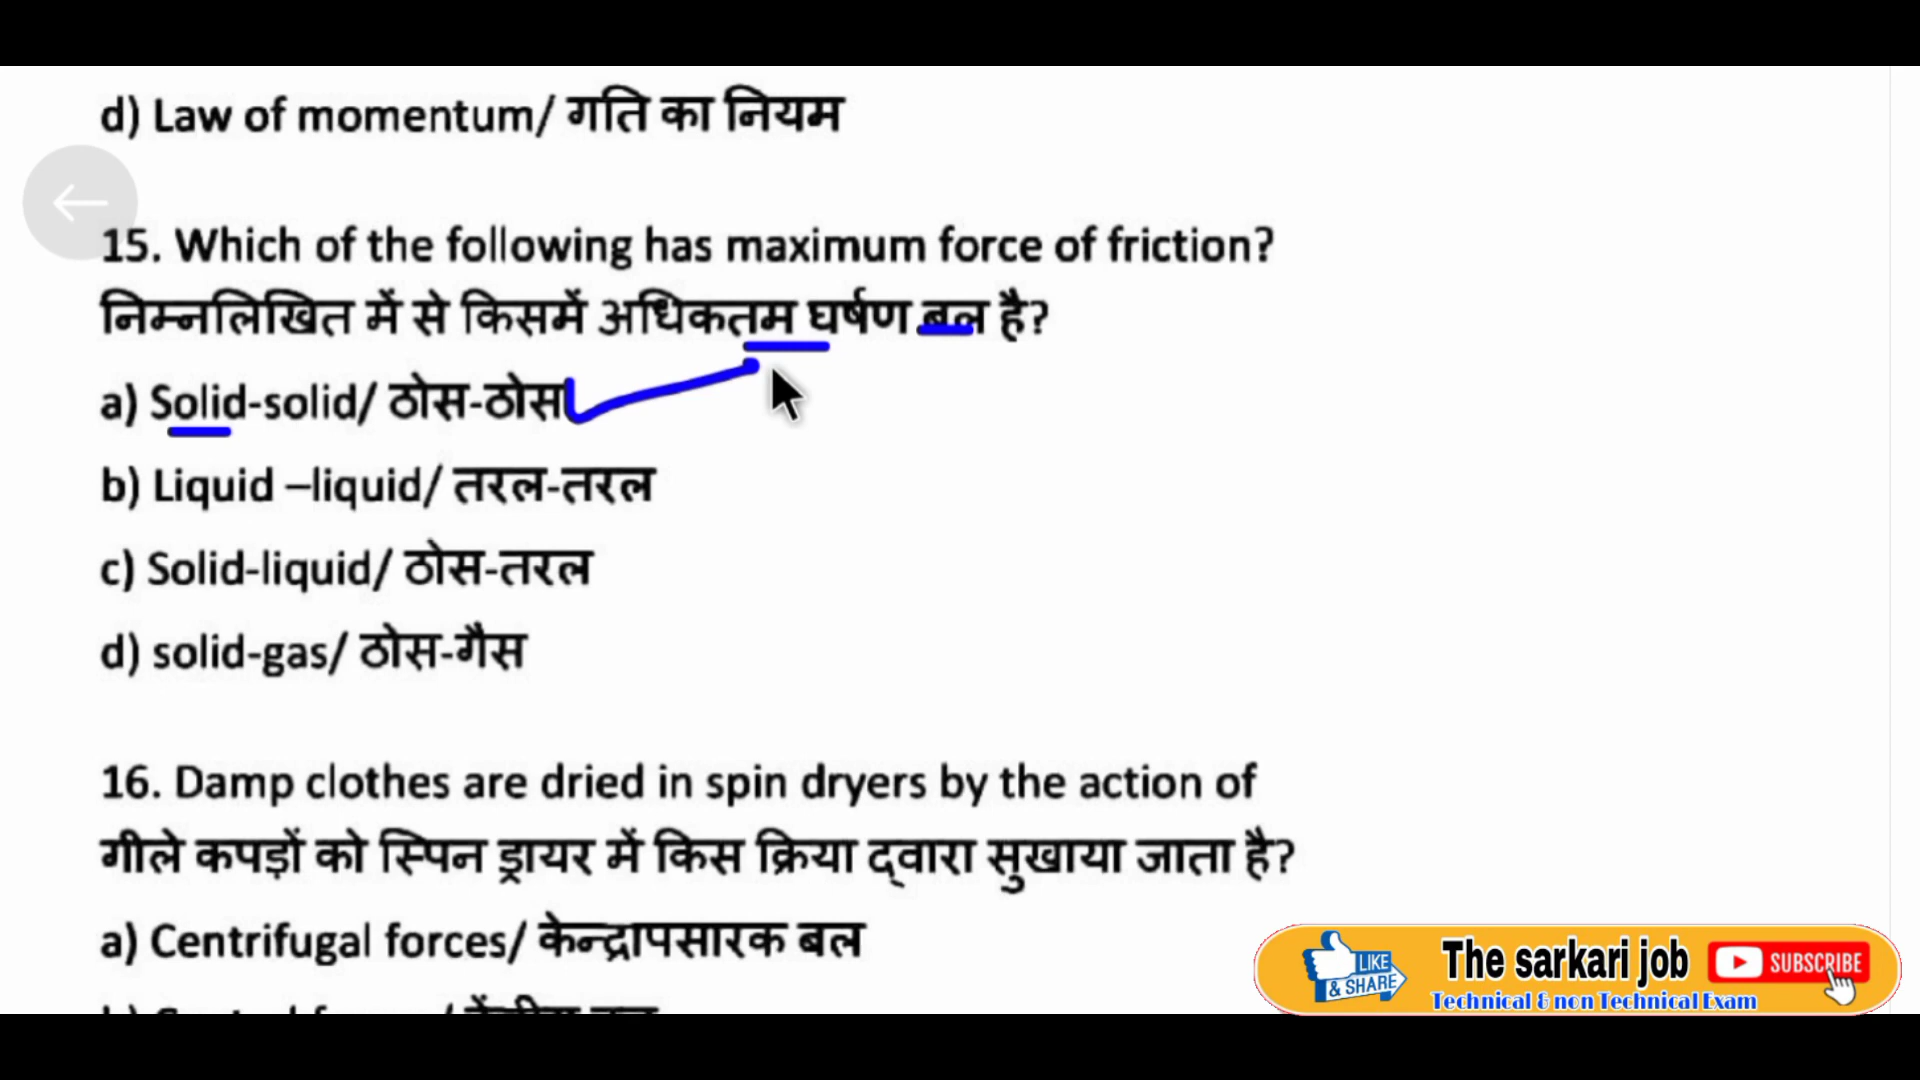 d) Law of momentum/ गति का नियम
15. Which of the following has maximum force of friction?
निम्नलिखित में से किसमें अधिकतम घर्षण बल है?
a) Solid-solid/ ठोस-ठोस
b) Liquid –liquid/ तरल-तरल
c) Solid-liquid/ ठोस-तरल
d) solid-gas/ ठोस-गैस
16. Damp clothes are dried in spin dryers by the action of
गीले कपड़ों को स्पिन ड्रायर में किस क्रिया द्वारा सुखाया जाता है?
a) Centrifugal forces/ केन्द्रापसारक बल
LIKE
& SHARE
The sarkari job
SUBSCRIBE
Technical & non Technical Exam